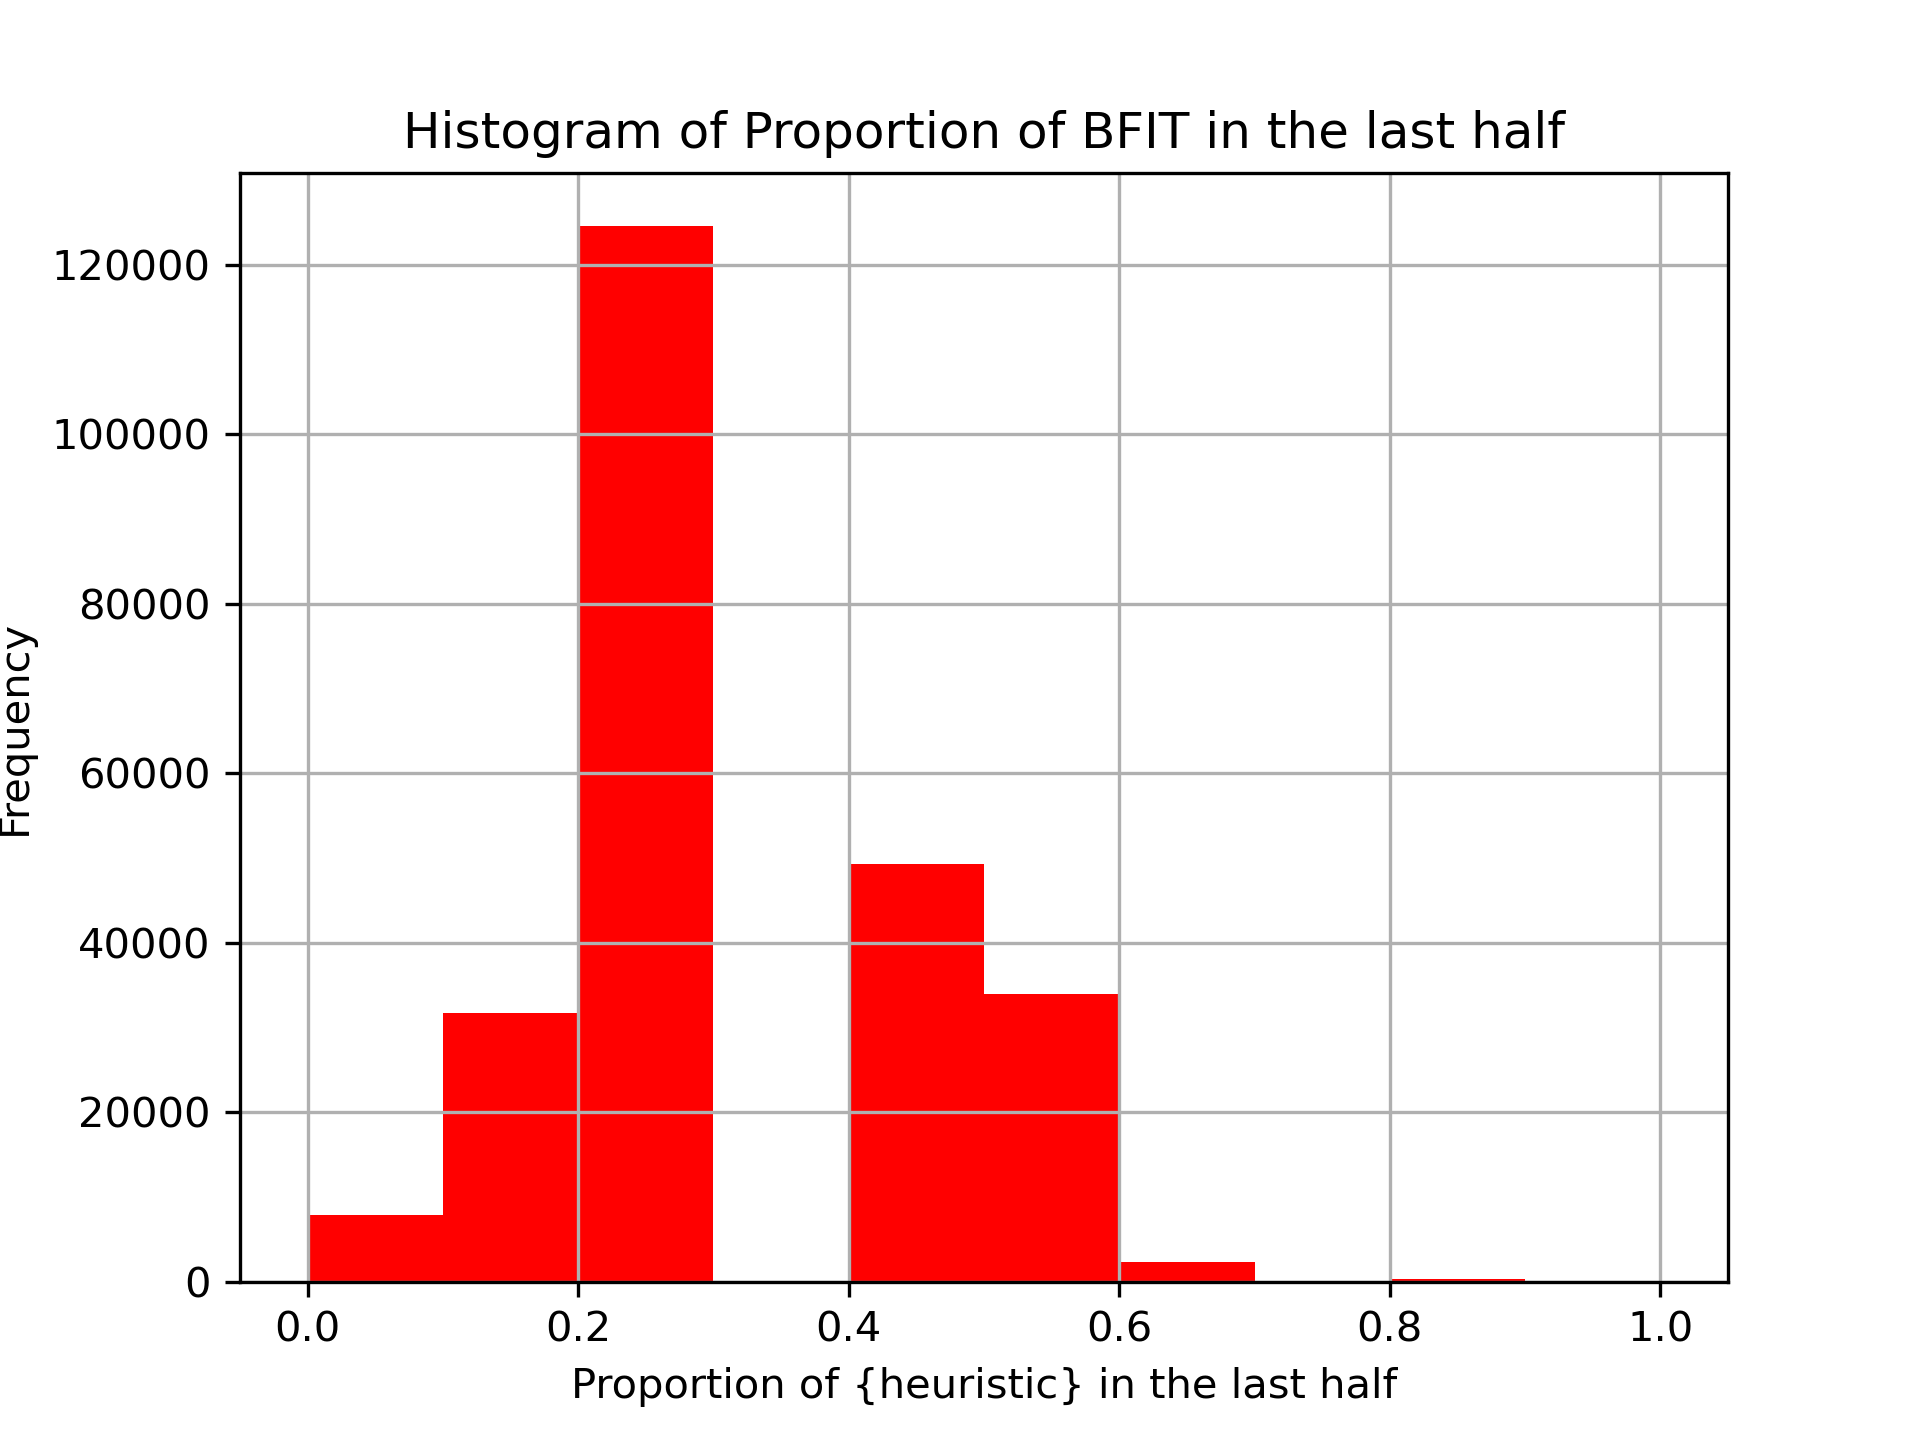 Histogram of Proportion of BFIT in the last half
120000
100000
80000
60000
40000
20000
0
Frequency
0.0 0.2 0.4 0.6 0.8 1.0
Proportion of {heuristic} in the last half